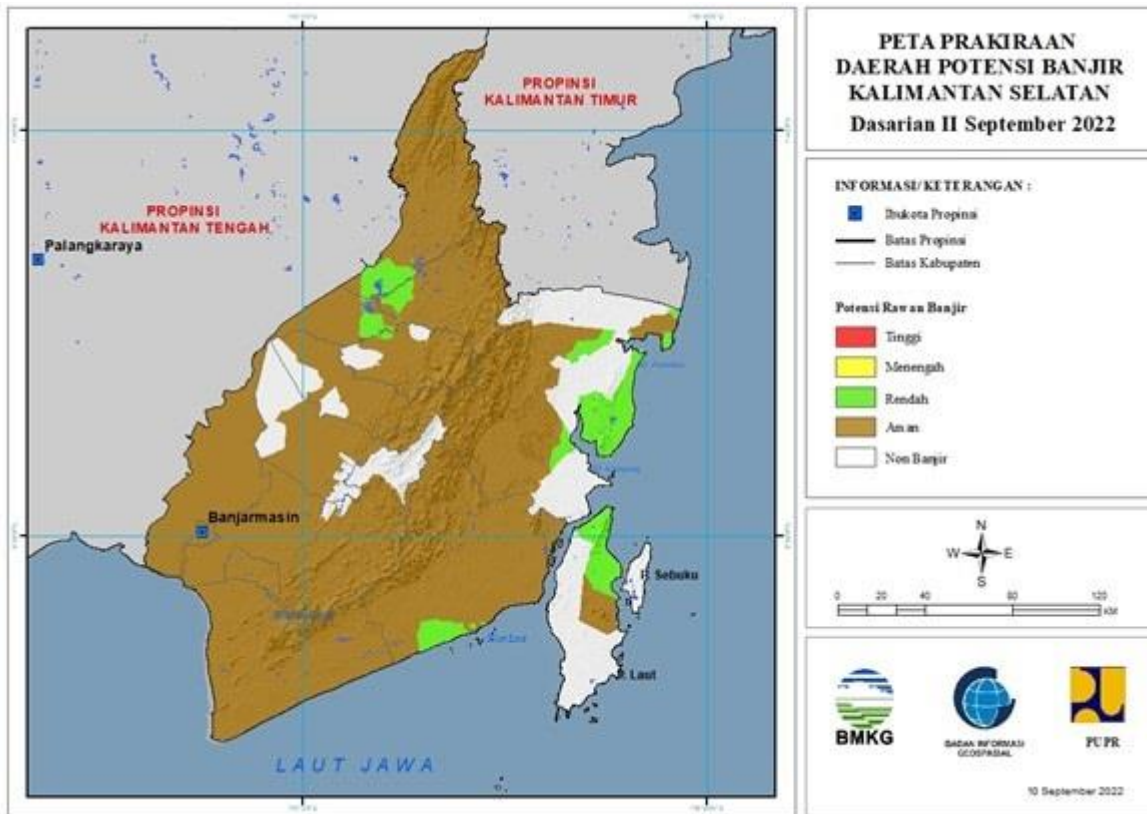 PROPINSI
KALIMANTAN TIMUR
PROPINSI
KALIMANTAN TENGAH
Palangkaraya
Banjarmasin
P. Sebuku
P. Laut
LAUT JAWA
PETA PRAKIRAAN
DAERAH POTENSI BANJIR
KALIMANTAN SELATAN
Dasarian II September 2022
INFORMASI/KETERANGAN :
Ibukota Propinsi
Batas Propinsi
Batas Kabupaten
Potensi Rawan Banjir
Tinggi
Menengah
Rendah
Aman
Non Banjir
N
W E
S
0 20 40 80 120
KM
BMKG
BADAN INFORMASI
GEOSPASIAL
PUPR
10 September 2022